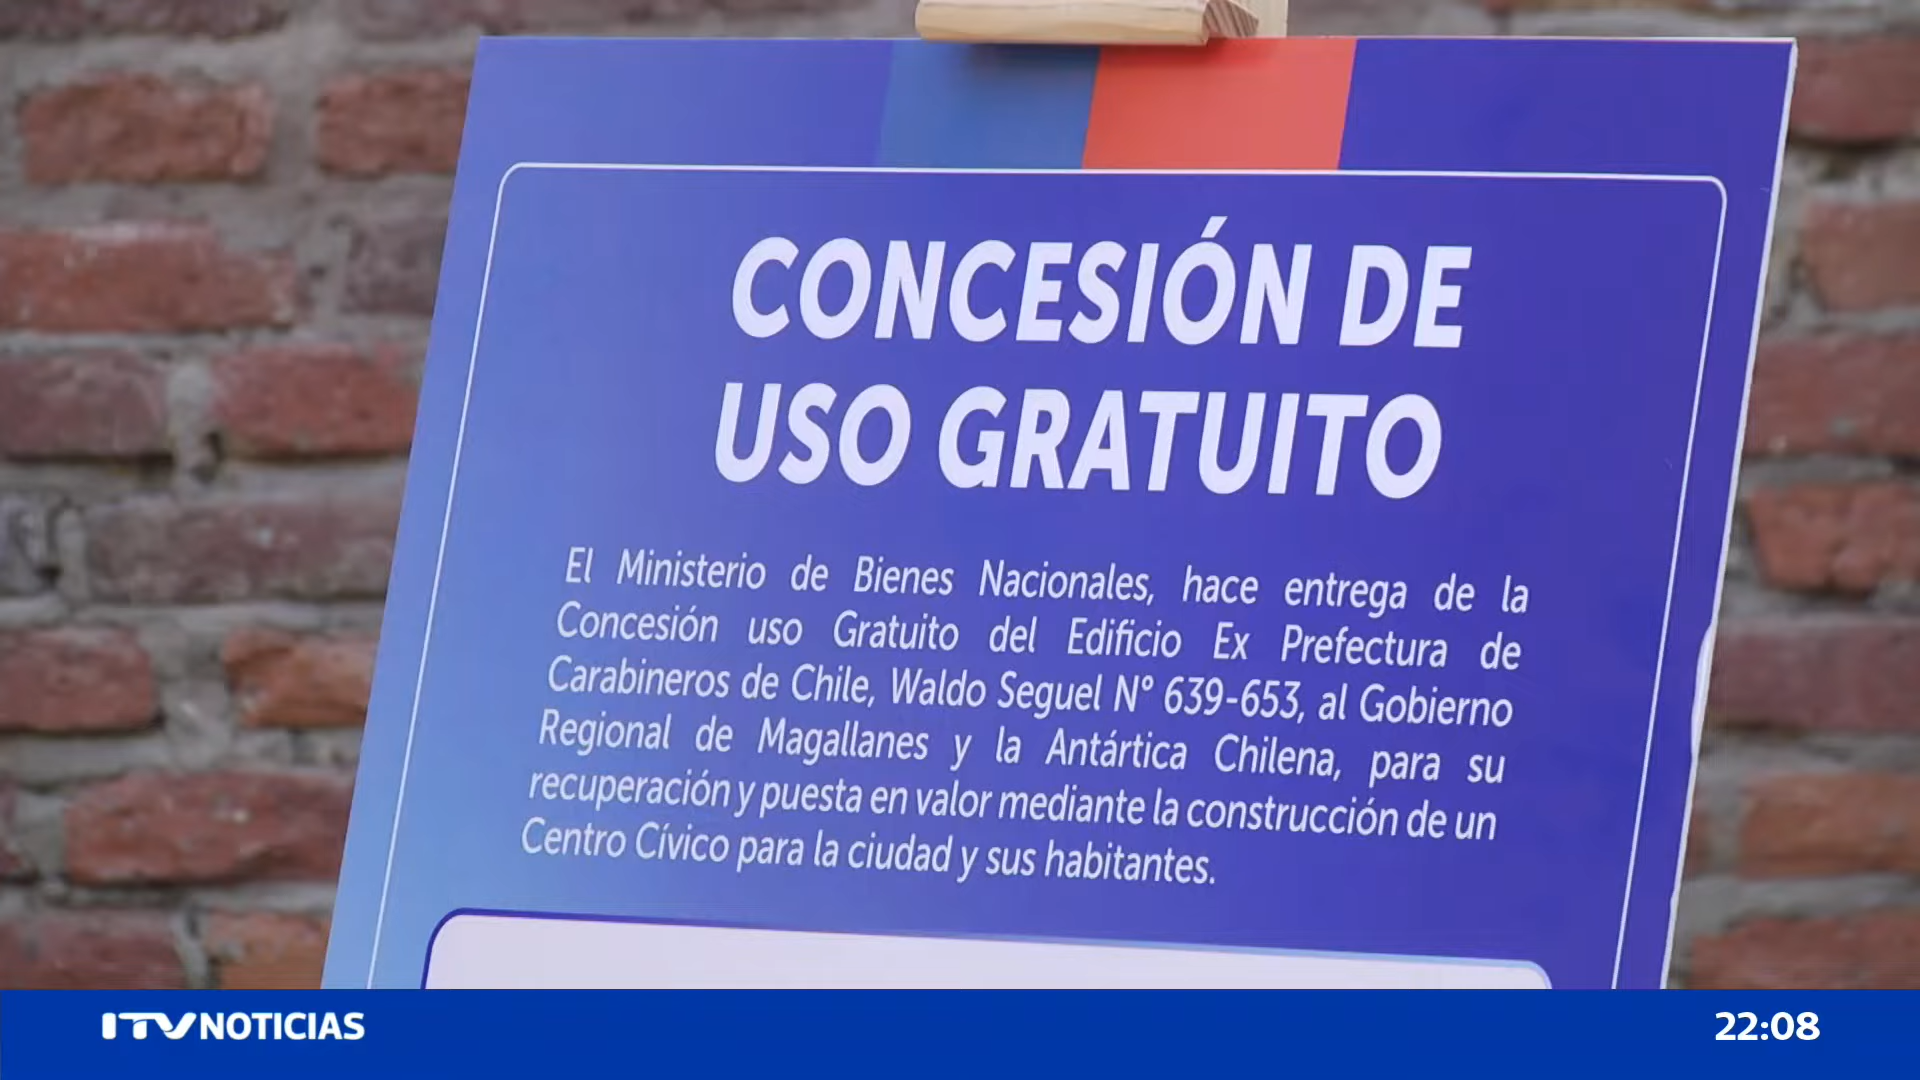 CONCESIÓN DE
USO GRATUITO
El Ministerio de Bienes Nacionales, hace entrega de la
Concesión uso Gratuito del Edificio Ex Prefectura de
Carabineros de Chile, Waldo Seguel N° 639-653, al Gobierno
Regional de Magallanes y la Antártica Chilena, para su
recuperación y puesta en valor mediante la construcción de un
Centro Cívico para la ciudad y sus habitantes.
ITV NOTICIAS
22:08